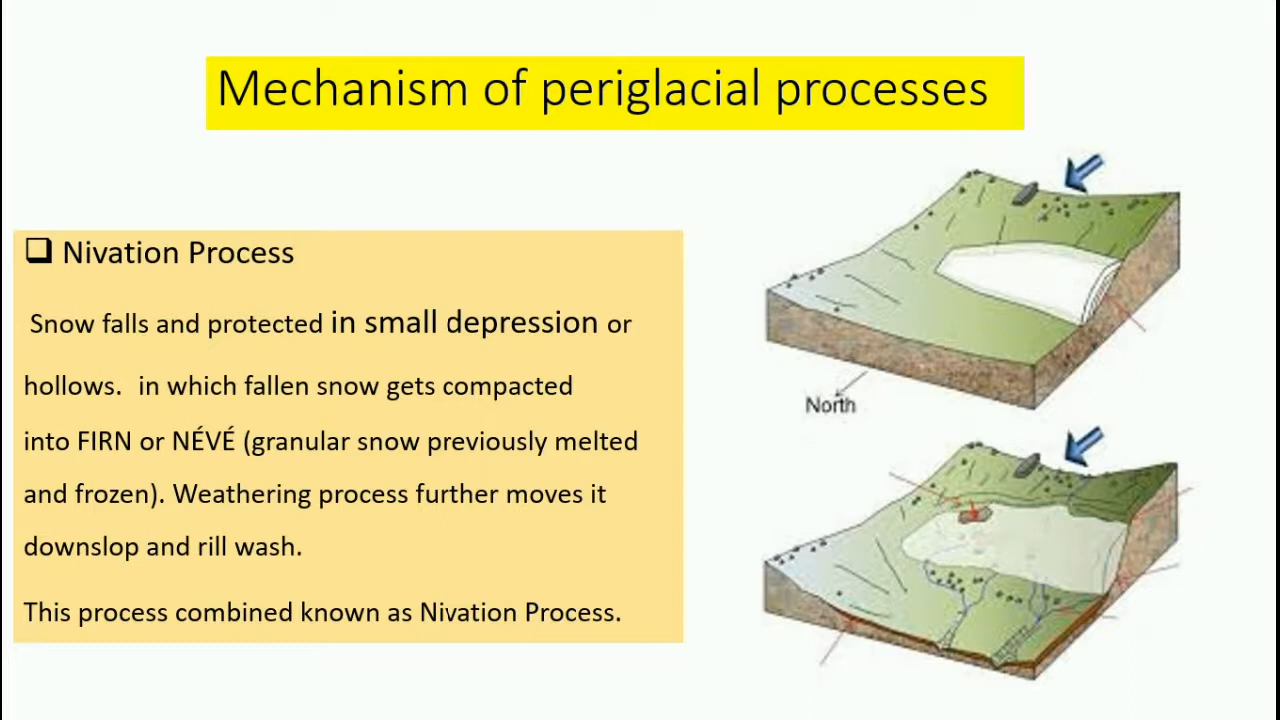 Mechanism of periglacial processes
Nivation Process
Snow falls and protected in small depression or
hollows. in which fallen snow gets compacted
into FIRN or NÉVÉ (granular snow previously melted
and frozen). Weathering process further moves it
downslop and rill wash.
This process combined known as Nivation Process.
North